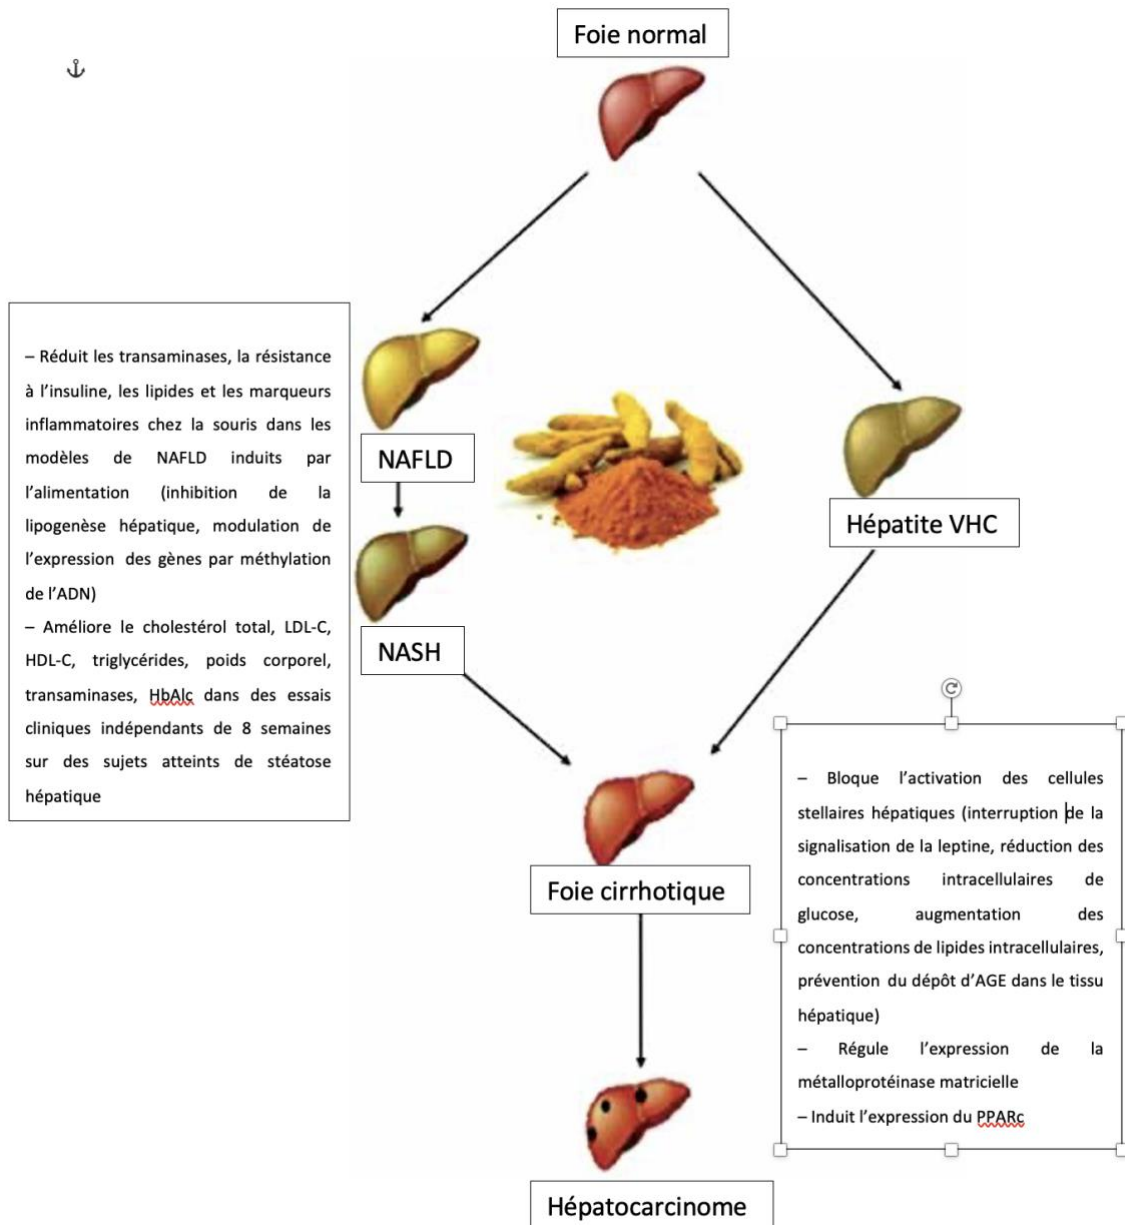 Foie normal
– Réduit les transaminases, la résistance
à l’insuline, les lipides et les marqueurs
inflammatoires chez la souris dans les
modèles de NAFLD induits par
l’alimentation (inhibition de la
lipogenèse hépatique, modulation de
l’expression des gènes par méthylation
de l’ADN)
– Améliore le cholestérol total, LDL-C,
HDL-C, triglycérides, poids corporel,
transaminases, HbAlc dans des essais
cliniques indépendants de 8 semaines
sur des sujets atteints de stéatose
hépatique
NAFLD
NASH
Hépatite VHC
Foie cirrhotique
– Bloque l’activation des cellules
stellaires hépatiques (interruption de la
signalisation de la leptine, réduction des
concentrations intracellulaires de
glucose, augmentation des
concentrations de lipides intracellulaires,
prévention du dépôt d’AGE dans le tissu
hépatique)
– Régule l’expression de la
métalloprotéinase matricielle
– Induit l’expression du PPARc
Hépatocarcinome